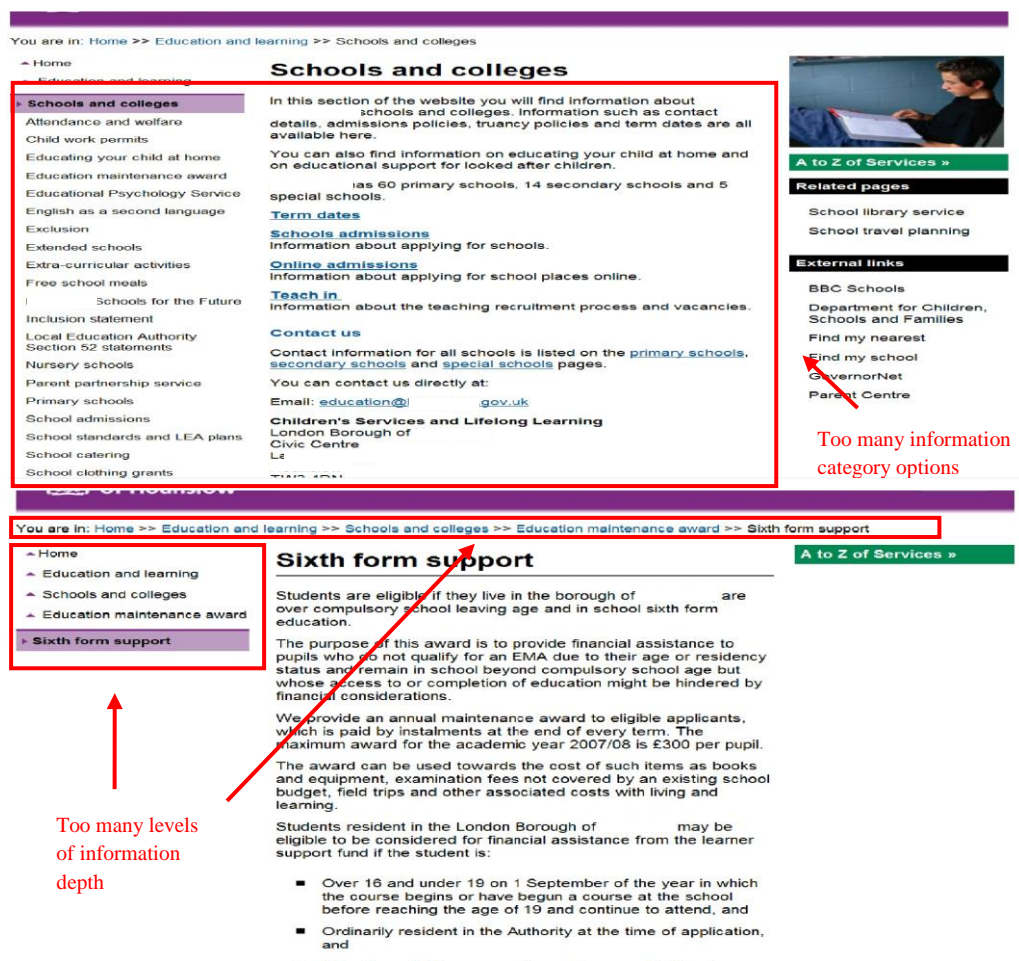 You are in: Home >> Education and learning >> Schools and colleges
Home
Education and learning
Schools and colleges
Attendance and welfare
Child work permits
Educating your child at home
Education maintenance award
Educational Psychology Service
English as a second language
Exclusion
Extended schools
Extra-curricular activities
Free school meals
Schools for the Future
Inclusion statement
Local Education Authority
Section 52 statements
Nursery schools
Parent partnership service
Primary schools
School admissions
School standards and LEA plans
School catering
School clothing grants
Schools and colleges
In this section of the website you will find information about
schools and colleges. Information such as contact
details, admissions policies, truancy policies and term dates are all
available here.
You can also find information on educating your child at home and
on educational support for looked after children.
as 60 primary schools, 14 secondary schools and 5
special schools.
Term dates
Schools admissions
Information about applying for schools.
Online admissions
Information about applying for school places online.
Teach in
Information about the teaching recruitment process and vacancies.
Contact us
Contact information for all schools is listed on the primary schools,
secondary schools and special schools pages.
You can contact us directly at:
Email: education@ .gov.uk
Children's Services and Lifelong Learning
London Borough of
Civic Centre
A to Z of Services »
Related pages
School library service
School travel planning
External links
BBC Schools
Department for Children,
Schools and Families
Find my nearest
Find my school
GovernorNet
Parent Centre
Too many information
category options
of Hounslow
You are in: Home >> Education and learning >> Schools and colleges >> Education maintenance award >> Sixth form support
Home
Education and learning
Schools and colleges
Education maintenance award
Sixth form support
Sixth form support
Students are eligible if they live in the borough of are
over compulsory school leaving age and in school sixth form
education.
The purpose of this award is to provide financial assistance to
pupils who do not qualify for an EMA due to their age or residency
status and remain in school beyond compulsory school age but
whose access to or completion of education might be hindered by
financial considerations.
We provide an annual maintenance award to eligible applicants,
which is paid by instalments at the end of every term. The
maximum award for the academic year 2007/08 is £300 per pupil.
The award can be used towards the cost of such items as books
and equipment, examination fees not covered by an existing school
budget, field trips and other associated costs with living and
learning.
Students resident in the London Borough of may be
eligible to be considered for financial assistance from the learner
support fund if the student is:
Over 16 and under 19 on 1 September of the year in which
the course begins or have begun a course at the school
before reaching the age of 19 and continue to attend, and
Ordinarily resident in the Authority at the time of application,
and
A to Z of Services »
Too many levels
of information
depth